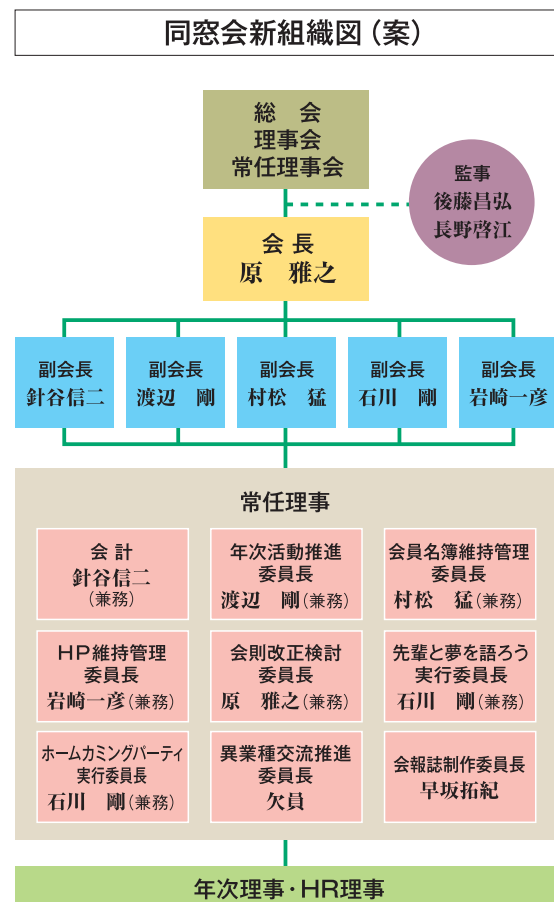 同窓会新組織図（案）
総　会
理事会
常任理事会
監事
後藤昌弘
長野啓江
会 長
原　雅之
副会長
針谷信二
副会長
渡辺　剛
副会長
村松　猛
副会長
石川　剛
副会長
岩崎一彦
常任理事
会 計
針谷信二
（兼務）
年次活動推進
委員長
渡辺　剛（兼務）
会員名簿維持管理
委員長
村松　猛（兼務）
HP維持管理
委員長
岩崎一彦（兼務）
会則改正検討
委員長
原　雅之（兼務）
先輩と夢を語ろう
実行委員長
石川　剛（兼務）
ホームカミングパーティ
実行委員長
石川　剛（兼務）
異業種交流推進
委員長
欠員
会報誌制作委員長
早坂拓紀
年次理事・HR理事